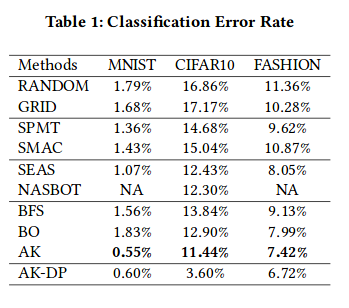 Table 1: Classification Error Rate
Methods MNIST CIFAR10 FASHION
RANDOM 1.79% 16.86% 11.36%
GRID 1.68% 17.17% 10.28%
SPMT 1.36% 14.68% 9.62%
SMAC 1.43% 15.04% 10.87%
SEAS 1.07% 12.43% 8.05%
NASBOT NA 12.30% NA
BFS 1.56% 13.84% 9.13%
BO 1.83% 12.90% 7.99%
AK 0.55% 11.44% 7.42%
AK-DP 0.60% 3.60% 6.72%